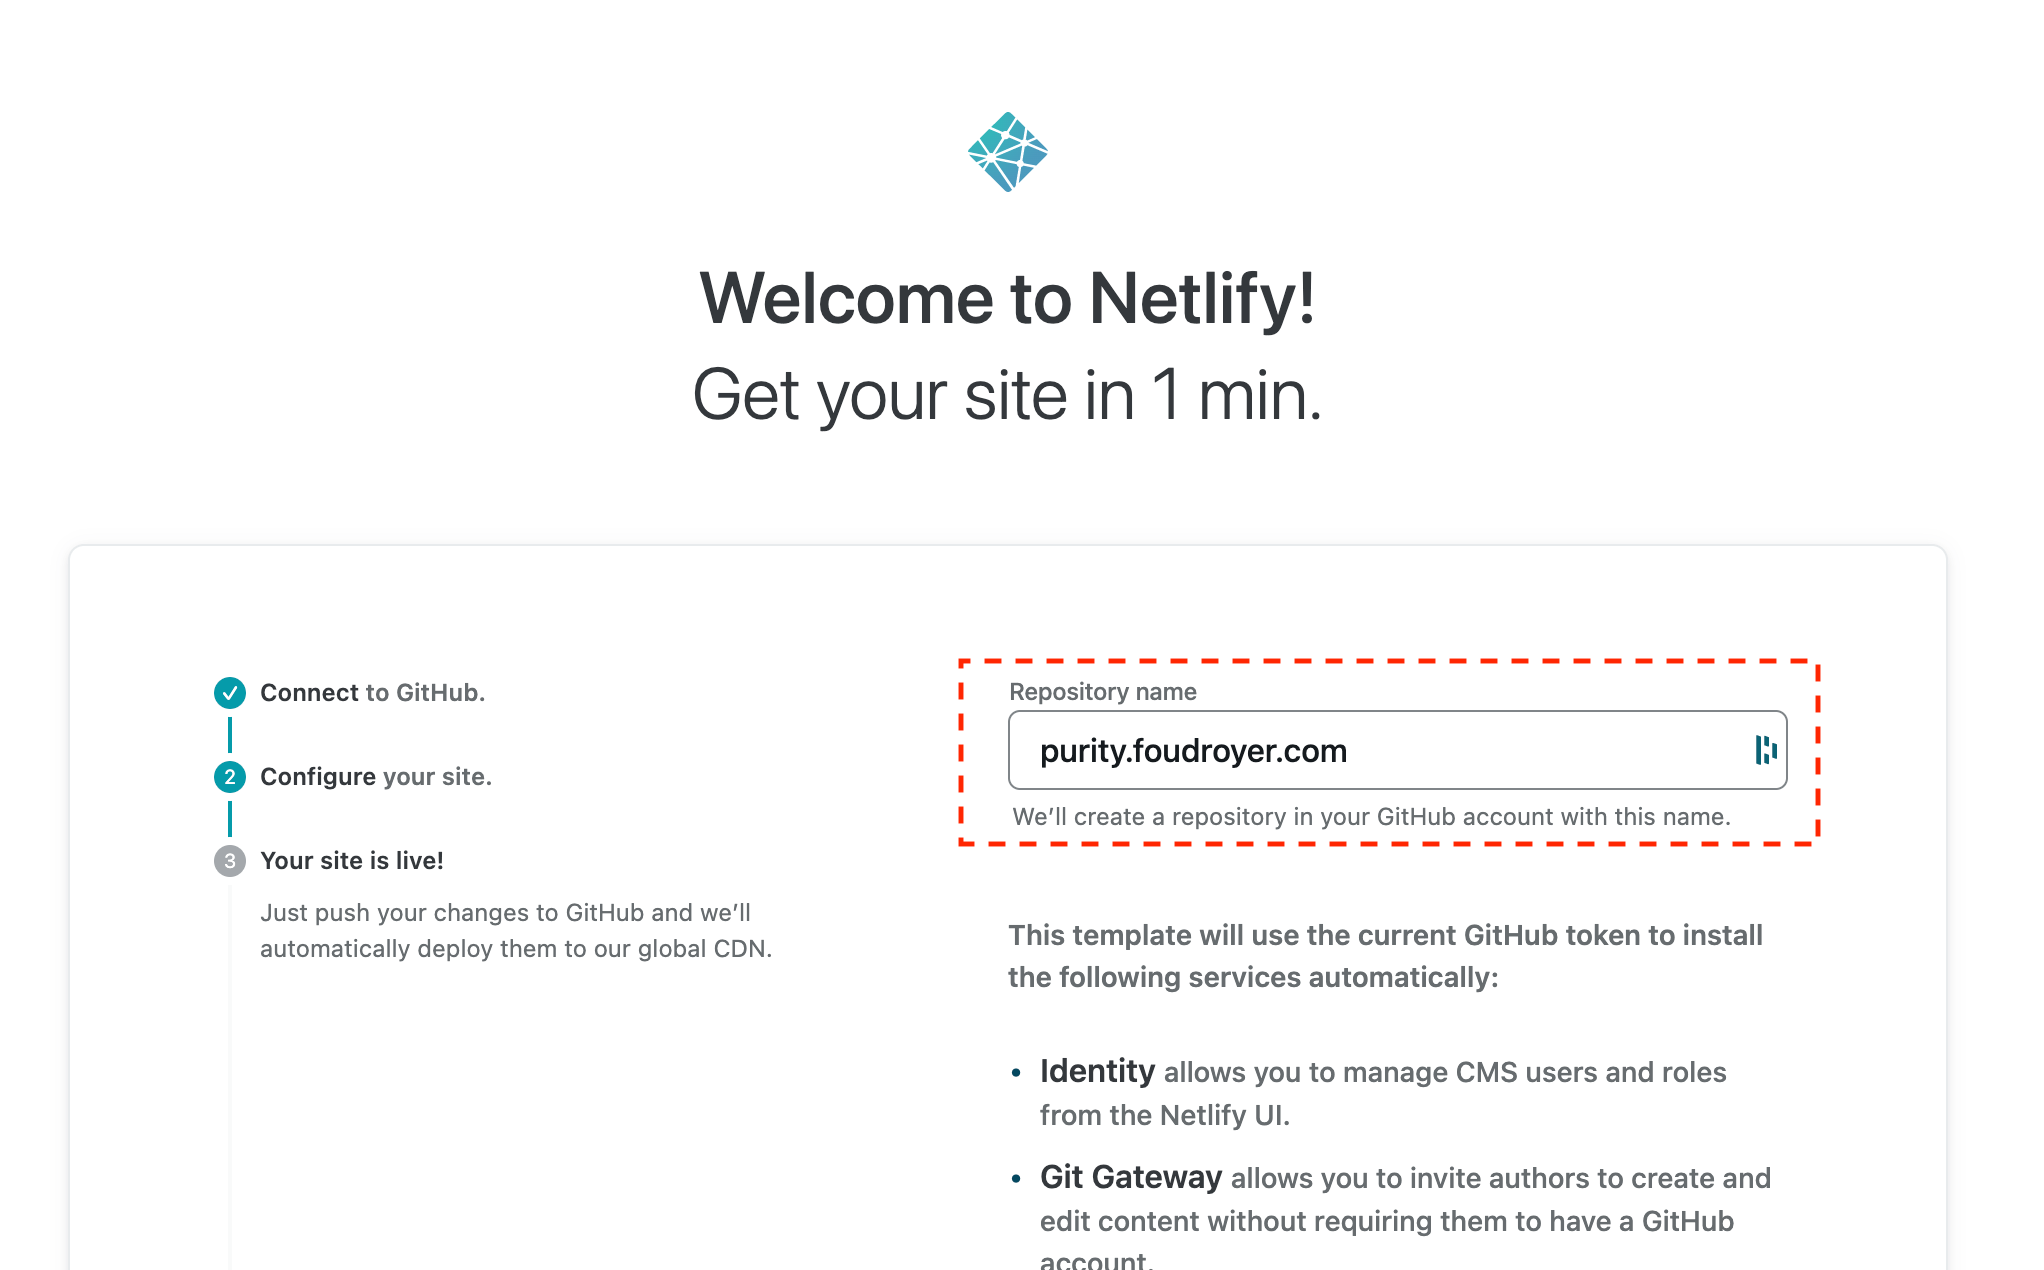 Welcome to Netlify!
Get your site in 1 min.
Connect to GitHub.
2 Configure your site.
3 Your site is live!
Just push your changes to GitHub and we’ll
automatically deploy them to our global CDN.
Repository name
purity.foudroyer.com
We’ll create a repository in your GitHub account with this name.
This template will use the current GitHub token to install
the following services automatically:
• Identity allows you to manage CMS users and roles
from the Netlify UI.
• Git Gateway allows you to invite authors to create and
edit content without requiring them to have a GitHub
account.